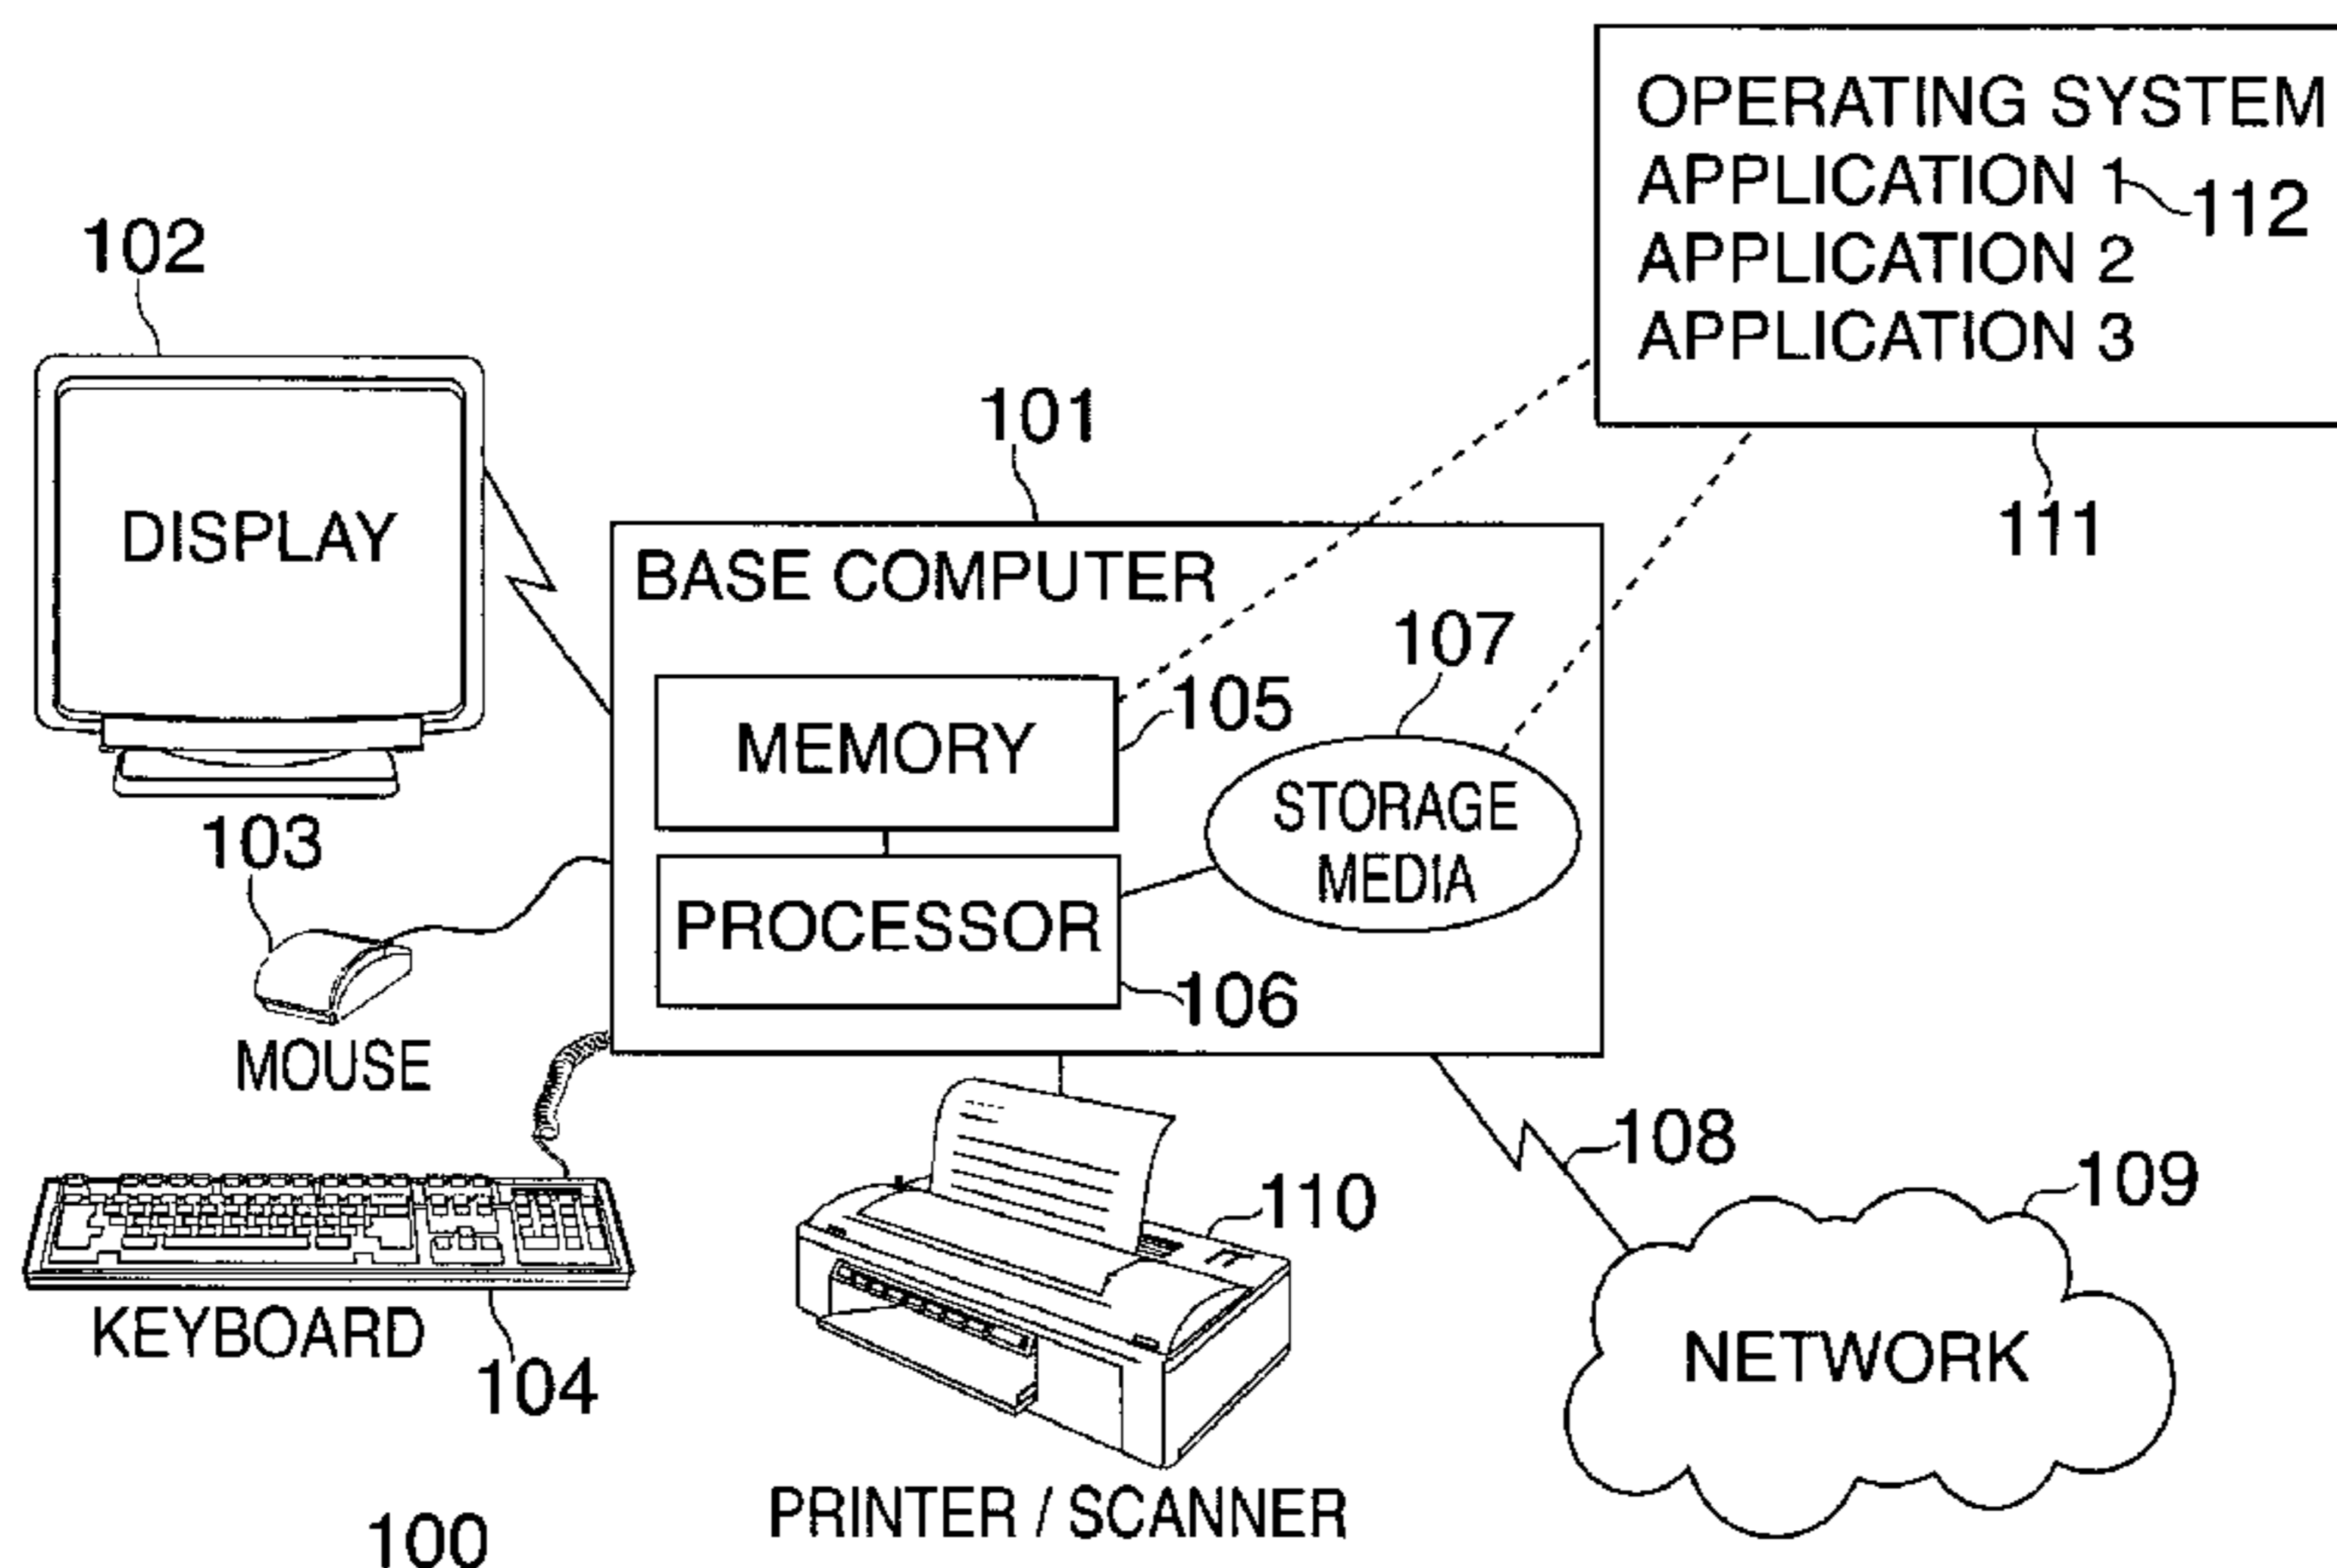 OPERATING SYSTEM
APPLICATION 1
112
APPLICATION 2
APPLICATION 3
111
102
DISPLAY
101
BASE COMPUTER
107
MEMORY
105
STORAGE
MEDIA
PROCESSOR
106
103
MOUSE
KEYBOARD
104
110
PRINTER / SCANNER
108
109
NETWORK
100